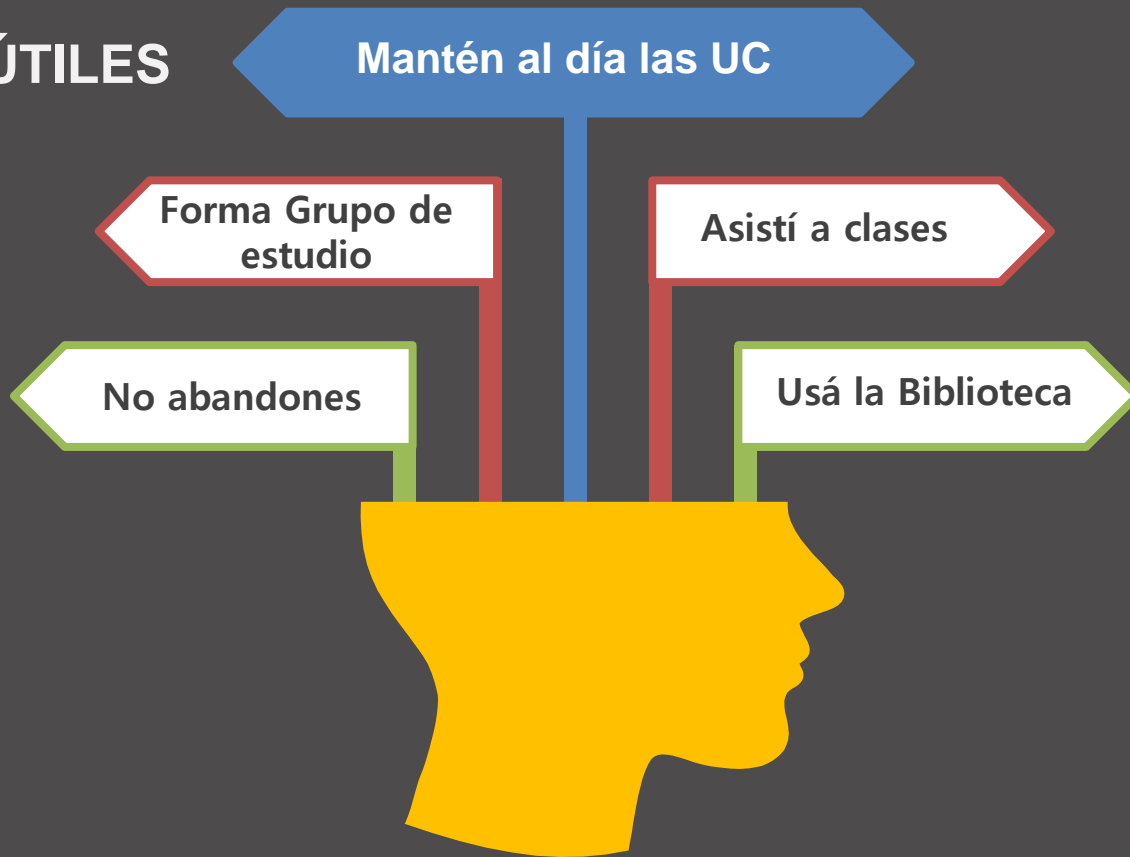 ÚTILES
Mantén al día las UC
Forma Grupo de
estudio
Asistí a clases
No abandones
Usá la Biblioteca